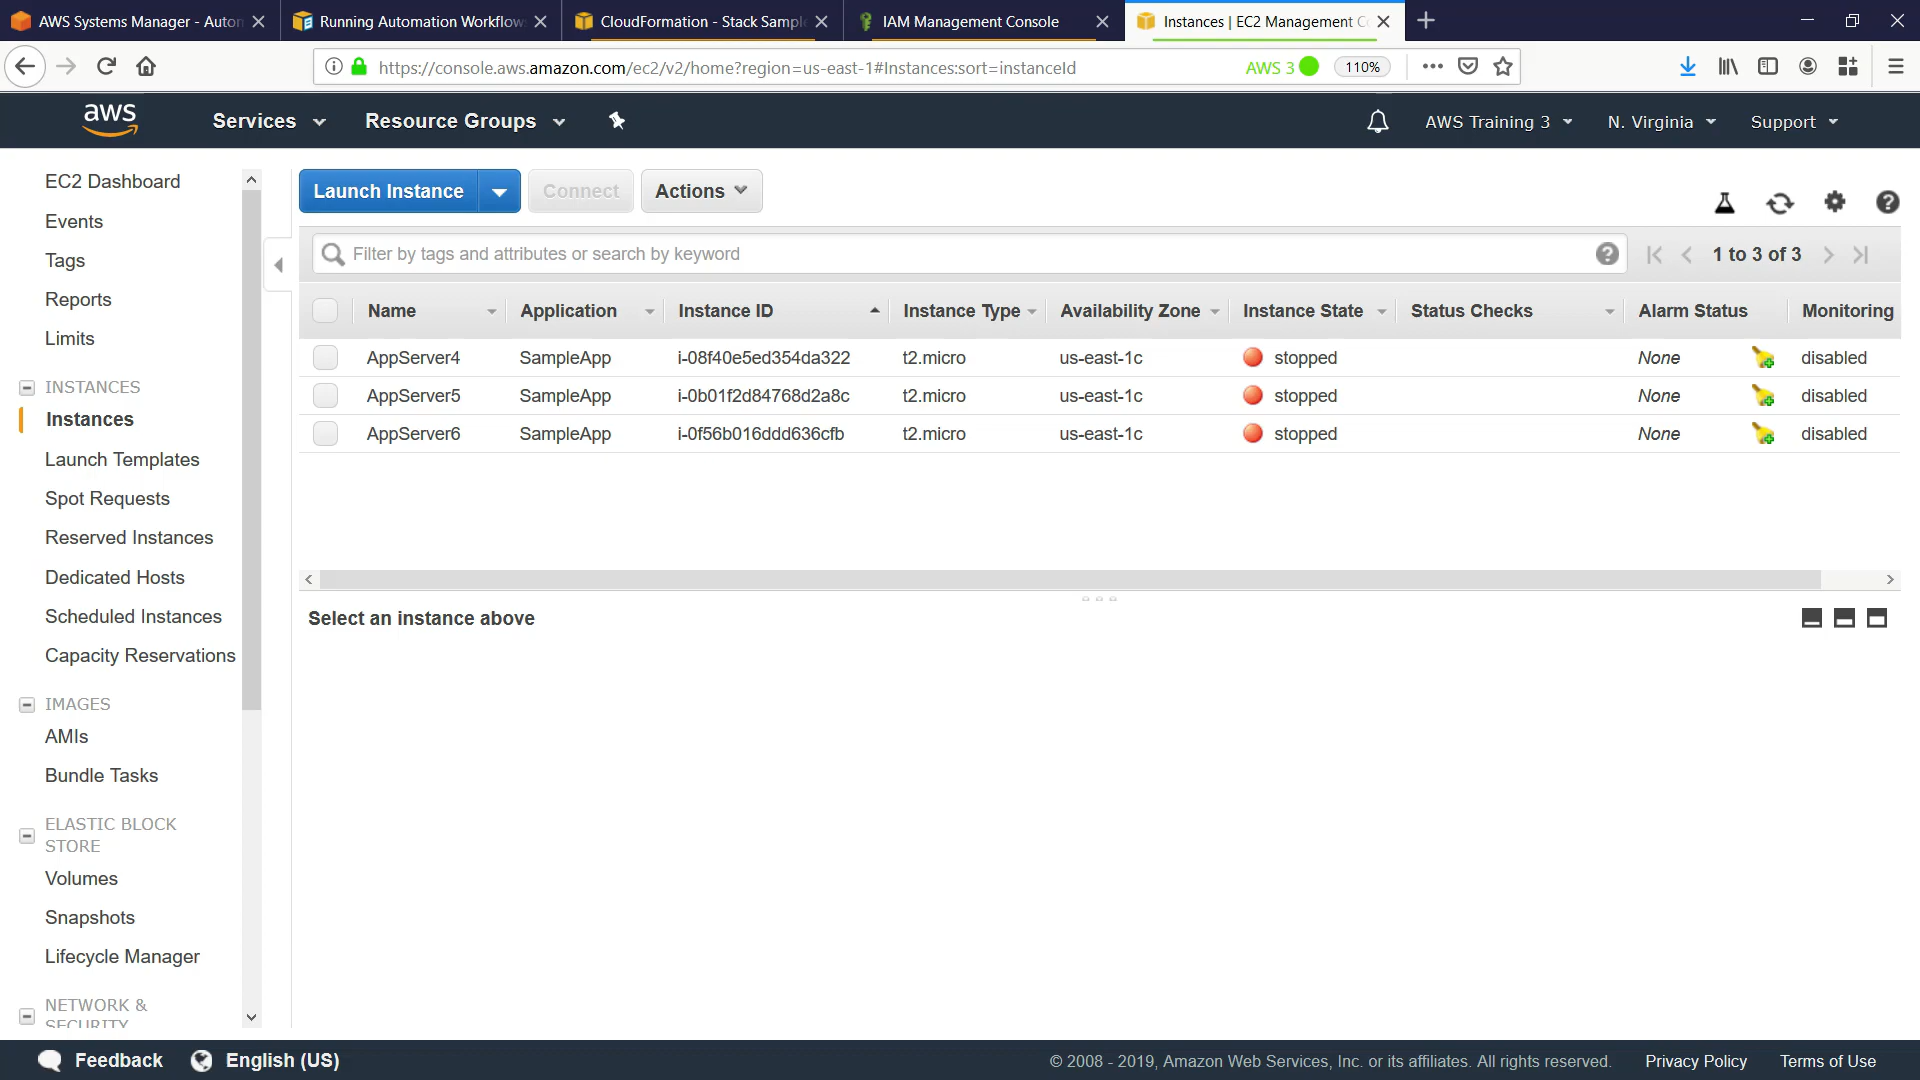 AWS Systems Manager - Auton
Running Automation Workflow
CloudFormation - Stack Sample
IAM Management Console
Instances | EC2 Management C
https://console.aws.amazon.com/ec2/v2/home?region=us-east-1#Instances:sort=instanceId
AWS 3
110%
aws
Services
Resource Groups
AWS Training 3
N. Virginia
Support
EC2 Dashboard
Events
Tags
Reports
Limits
INSTANCES
Instances
Launch Templates
Spot Requests
Reserved Instances
Dedicated Hosts
Scheduled Instances
Capacity Reservations
IMAGES
AMIs
Bundle Tasks
ELASTIC BLOCK
STORE
Volumes
Snapshots
Lifecycle Manager
NETWORK &
SECURITY
Launch Instance
Connect
Actions
Filter by tags and attributes or search by keyword
1 to 3 of 3
Name Application Instance ID Instance Type Availability Zone Instance State Status Checks Alarm Status Monitoring
AppServer4 SampleApp i-08f40e5ed354da322 t2.micro us-east-1c stopped None disabled
AppServer5 SampleApp i-0b01f2d84768d2a8c t2.micro us-east-1c stopped None disabled
AppServer6 SampleApp i-0f56b016ddd636cfb t2.micro us-east-1c stopped None disabled
Select an instance above
Feedback
English (US)
© 2008 - 2019, Amazon Web Services, Inc. or its affiliates. All rights reserved.
Privacy Policy
Terms of Use